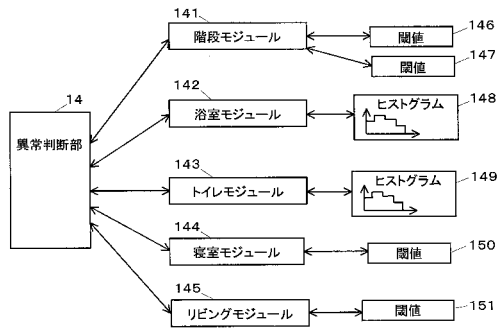 141
階段モジュール
閾値
146
閾値
147
142
浴室モジュール
ヒストグラム
148
14
異常判断部
143
トイレモジュール
ヒストグラム
149
144
寝室モジュール
閾値
150
145
リビングモジュール
閾値
151